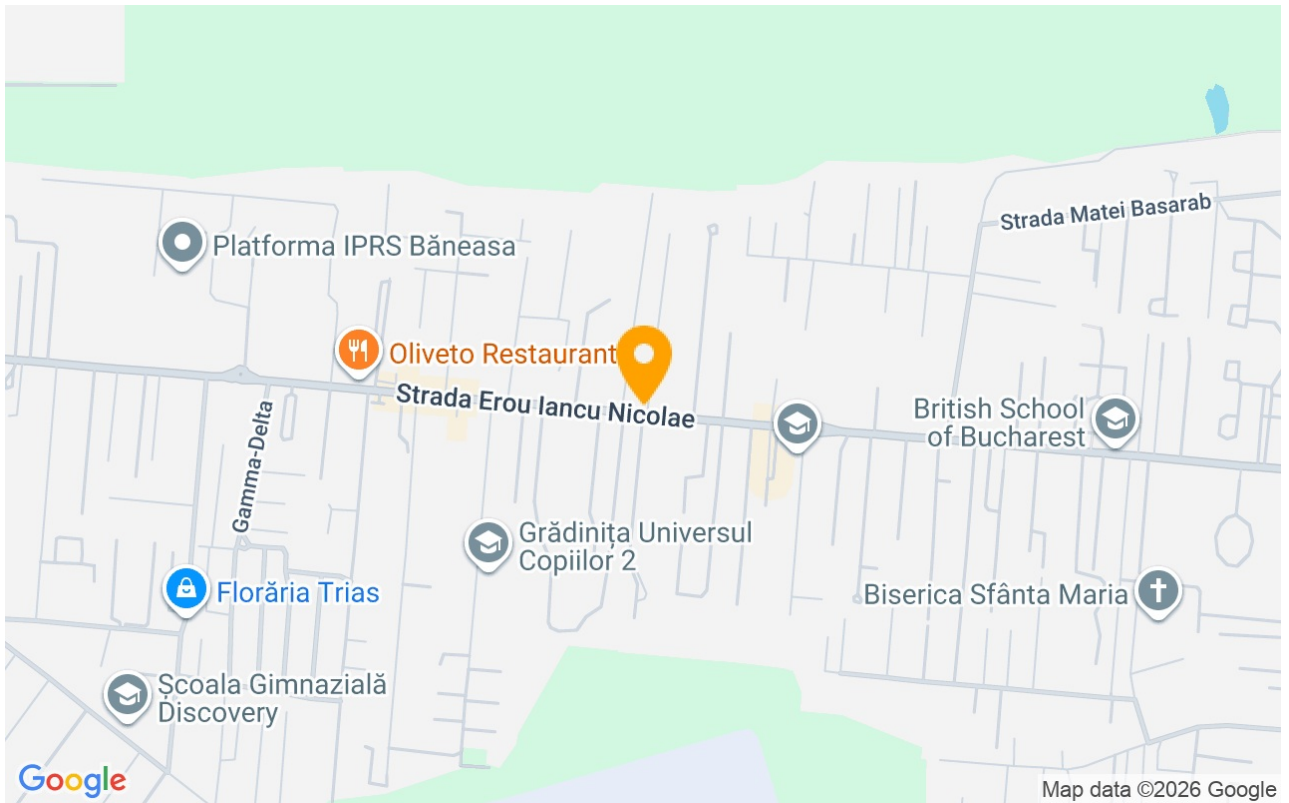 Strada Matei Basarab
Platforma IPRS Băneasa
Oliveto Restaurant
Strada Erou Iancu Nicolae
British School
of Bucharest
Gamma-Delta
Grădinița Universul
Copiilor 2
Florăria Trias
Biserica Sfânta Maria
Școala Gimnazială
Discovery
Google
Map data ©2026 Google